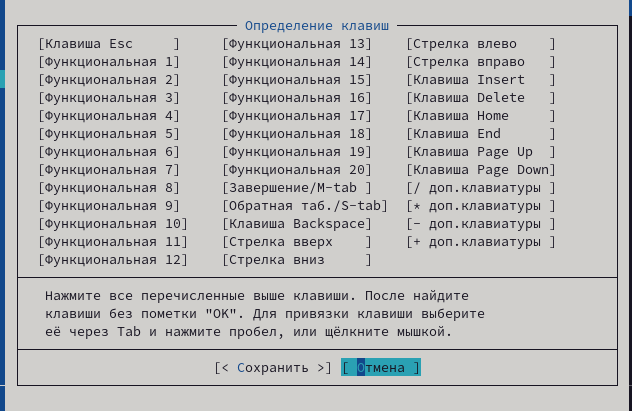 Определение клавиш
[Клавиша Esc     ] [Функциональная 13] [Стрелка влево    ]
[Функциональная 1] [Функциональная 14] [Стрелка вправо   ]
[Функциональная 2] [Функциональная 15] [Клавиша Insert   ]
[Функциональная 3] [Функциональная 16] [Клавиша Delete   ]
[Функциональная 4] [Функциональная 17] [Клавиша Home     ]
[Функциональная 5] [Функциональная 18] [Клавиша End      ]
[Функциональная 6] [Функциональная 19] [Клавиша Page Up  ]
[Функциональная 7] [Функциональная 20] [Клавиша Page Down]
[Функциональная 8] [Завершение/M-tab ] [/ доп.клавиатуры ]
[Функциональная 9] [Обратная таб./S-tab] [* доп.клавиатуры ]
[Функциональная 10] [Клавиша Backspace] [- доп.клавиатуры ]
[Функциональная 11] [Стрелка вверх    ] [+ доп.клавиатуры ]
[Функциональная 12] [Стрелка вниз     ]
Нажмите все перечисленные выше клавиши. После найдите
клавиши без пометки "OK". Для привязки клавиши выберите
её через Tab и нажмите пробел, или щёлкните мышкой.
[< Сохранить >] [ Отмена ]